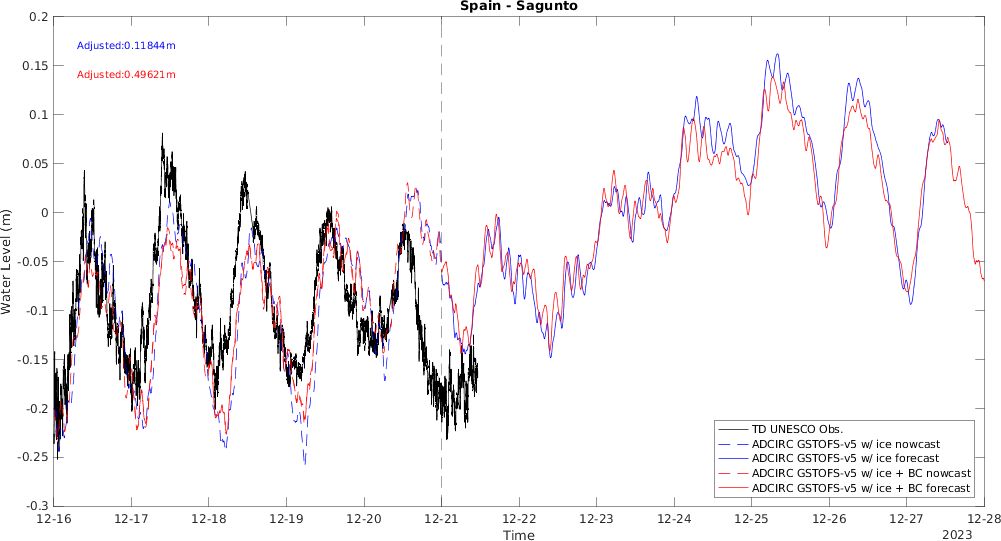 Spain - Sagunto
Adjusted:0.11844m
Adjusted:0.49621m
Water Level (m)
0.2
0.15
0.1
0.05
0
-0.05
-0.1
-0.15
-0.2
-0.25
-0.3
TD UNESCO Obs.
ADCIRC GSTOFS-v5 w/ ice nowcast
ADCIRC GSTOFS-v5 w/ ice forecast
ADCIRC GSTOFS-v5 w/ ice + BC nowcast
ADCIRC GSTOFS-v5 w/ ice + BC forecast
12-16 12-17 12-18 12-19 12-20 12-21 12-22 12-23 12-24 12-25 12-26 12-27 12-28
Time
2023